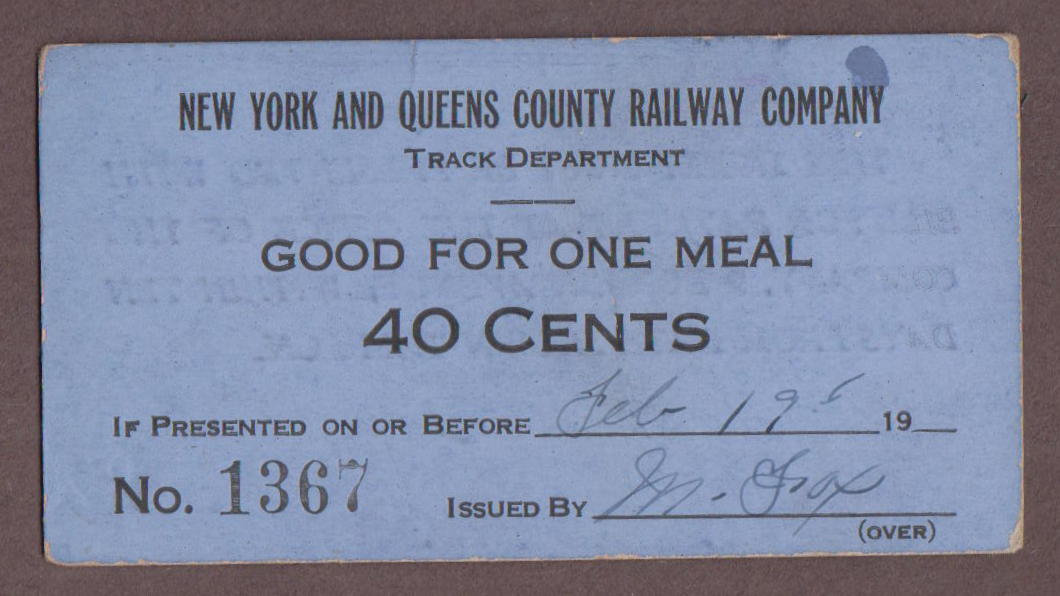 NEW YORK AND QUEENS COUNTY RAILWAY COMPANY
TRACK DEPARTMENT
GOOD FOR ONE MEAL
40 CENTS
IF PRESENTED ON OR BEFORE Feb 19 19
No. 1367 ISSUED BY M. Fox
(OVER)